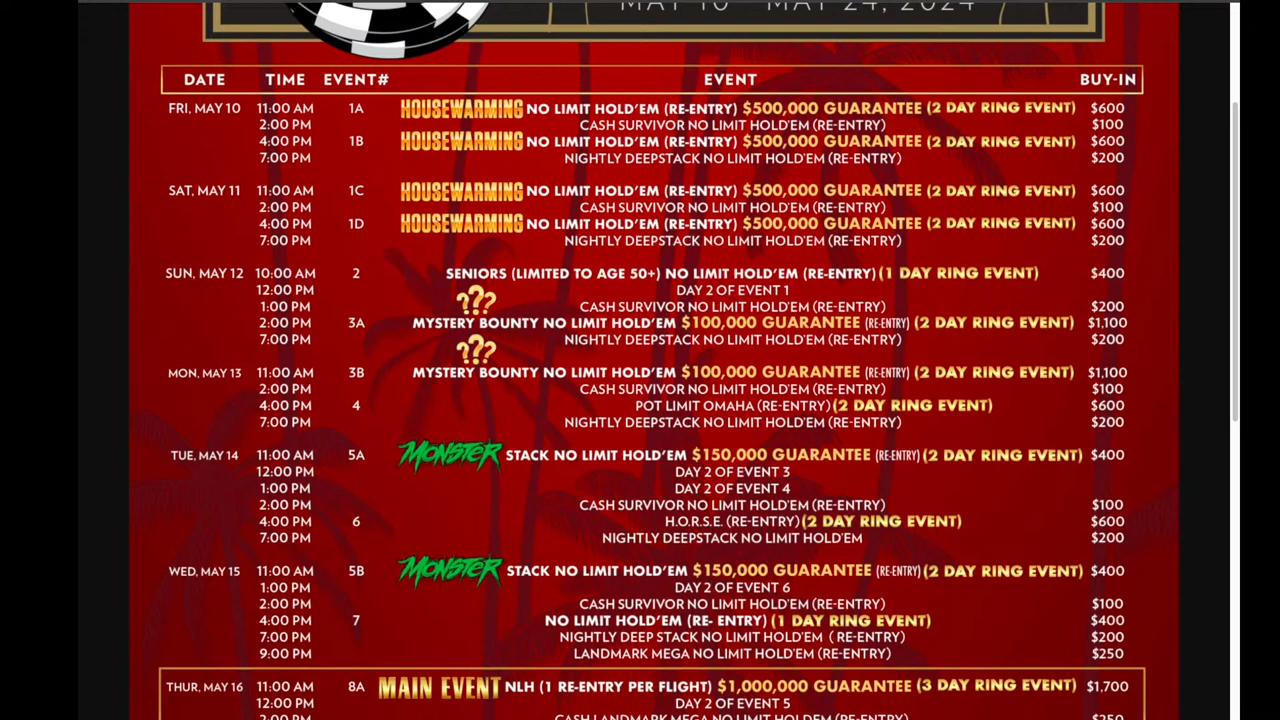 MAY 10 - MAY 24, 2024
DATE TIME EVENT# EVENT BUY-IN
FRI, MAY 10 11:00 AM 1A HOUSEWARMING NO LIMIT HOLD'EM (RE-ENTRY) $500,000 GUARANTEE (2 DAY RING EVENT) $600
2:00 PM CASH SURVIVOR NO LIMIT HOLD'EM (RE-ENTRY) $100
4:00 PM 1B HOUSEWARMING NO LIMIT HOLD'EM (RE-ENTRY) $500,000 GUARANTEE (2 DAY RING EVENT) $600
7:00 PM NIGHTLY DEEPSTACK NO LIMIT HOLD'EM (RE-ENTRY) $200
SAT, MAY 11 11:00 AM 1C HOUSEWARMING NO LIMIT HOLD'EM (RE-ENTRY) $500,000 GUARANTEE (2 DAY RING EVENT) $600
2:00 PM CASH SURVIVOR NO LIMIT HOLD'EM (RE-ENTRY) $100
4:00 PM 1D HOUSEWARMING NO LIMIT HOLD'EM (RE-ENTRY) $500,000 GUARANTEE (2 DAY RING EVENT) $600
7:00 PM NIGHTLY DEEPSTACK NO LIMIT HOLD'EM (RE-ENTRY) $200
SUN, MAY 12 10:00 AM 2 SENIORS (LIMITED TO AGE 50+) NO LIMIT HOLD'EM (RE-ENTRY) (1 DAY RING EVENT) $400
12:00 PM DAY 2 OF EVENT 1
1:00 PM ??? CASH SURVIVOR NO LIMIT HOLD'EM (RE-ENTRY) $200
2:00 PM 3A MYSTERY BOUNTY NO LIMIT HOLD'EM $100,000 GUARANTEE (RE-ENTRY) (2 DAY RING EVENT) $1,100
7:00 PM NIGHTLY DEEPSTACK NO LIMIT HOLD'EM (RE-ENTRY) $200
???
MON, MAY 13 11:00 AM 3B MYSTERY BOUNTY NO LIMIT HOLD'EM $100,000 GUARANTEE (RE-ENTRY) (2 DAY RING EVENT) $1,100
2:00 PM CASH SURVIVOR NO LIMIT HOLD'EM (RE-ENTRY) $100
4:00 PM 4 POT LIMIT OMAHA (RE-ENTRY) (2 DAY RING EVENT) $600
7:00 PM NIGHTLY DEEPSTACK NO LIMIT HOLD'EM (RE-ENTRY) $200
TUE, MAY 14 11:00 AM 5A MONSTER STACK NO LIMIT HOLD'EM $150,000 GUARANTEE (RE-ENTRY) (2 DAY RING EVENT) $400
12:00 PM DAY 2 OF EVENT 3
1:00 PM DAY 2 OF EVENT 4
2:00 PM CASH SURVIVOR NO LIMIT HOLD'EM (RE-ENTRY) $100
4:00 PM 6 H.O.R.S.E. (RE-ENTRY) (2 DAY RING EVENT) $600
7:00 PM NIGHTLY DEEPSTACK NO LIMIT HOLD'EM $200
WED, MAY 15 11:00 AM 5B MONSTER STACK NO LIMIT HOLD'EM $150,000 GUARANTEE (RE-ENTRY) (2 DAY RING EVENT) $400
1:00 PM DAY 2 OF EVENT 6
2:00 PM CASH SURVIVOR NO LIMIT HOLD'EM (RE-ENTRY) $100
4:00 PM 7 NO LIMIT HOLD'EM (RE- ENTRY) (1 DAY RING EVENT) $400
7:00 PM NIGHTLY DEEP STACK NO LIMIT HOLD'EM ( RE-ENTRY) $200
9:00 PM LANDMARK MEGA NO LIMIT HOLD'EM (RE-ENTRY) $250
THUR, MAY 16 11:00 AM 8A MAIN EVENT NLH (1 RE-ENTRY PER FLIGHT) $1,000,000 GUARANTEE (3 DAY RING EVENT) $1,700
12:00 PM DAY 2 OF EVENT 5
2:00 PM CASH LANDMARK MEGA NO LIMIT HOLD'EM (RE-ENTRY) $250